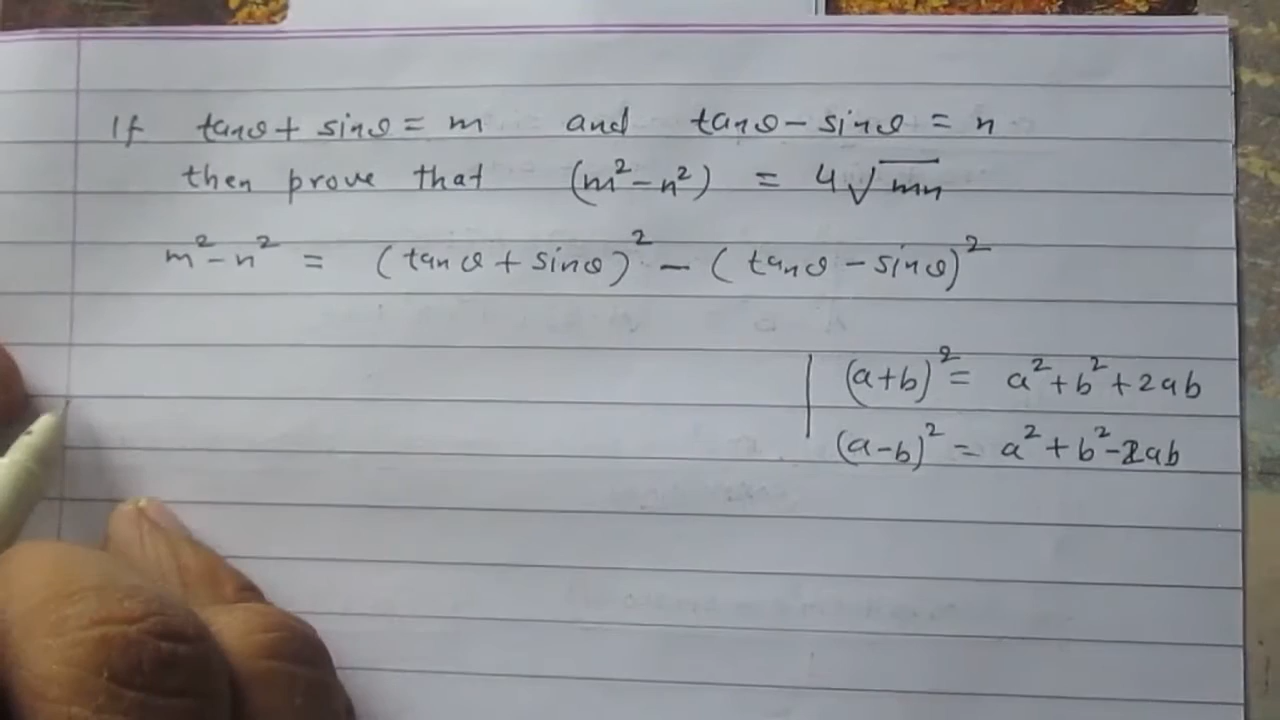 If tanθ + sinθ = m and tanθ - sinθ = n
then prove that (m² - n²) = 4√mn
m² - n² = (tanθ + sinθ)² - (tanθ - sinθ)²
(a+b)² = a² + b² + 2ab
(a-b)² = a² + b² - 2ab